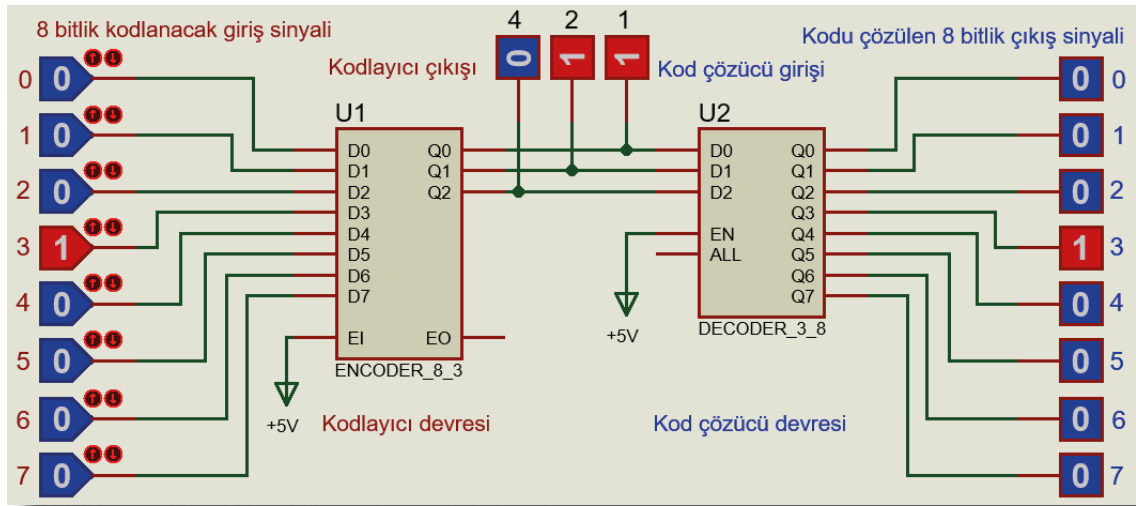 8 bitlik kodlanacak giriş sinyali
4 2 1
0 1 1
Kodlayıcı çıkışı
Kod çözücü girişi
Kodu çözülen 8 bitlik çıkış sinyali
0 0
1 0
2 0
3 1
4 0
5 0
6 0
7 0
U1
D0 Q0
D1 Q1
D2 Q2
D3
D4
D5
D6
D7
EI EO
ENCODER_8_3
+5V
Kodlayıcı devresi
U2
D0 Q0
D1 Q1
D2 Q2
Q3
EN Q4
ALL Q5
Q6
Q7
DECODER_3_8
+5V
Kod çözücü devresi
0 0
0 1
0 2
1 3
0 4
0 5
0 6
0 7